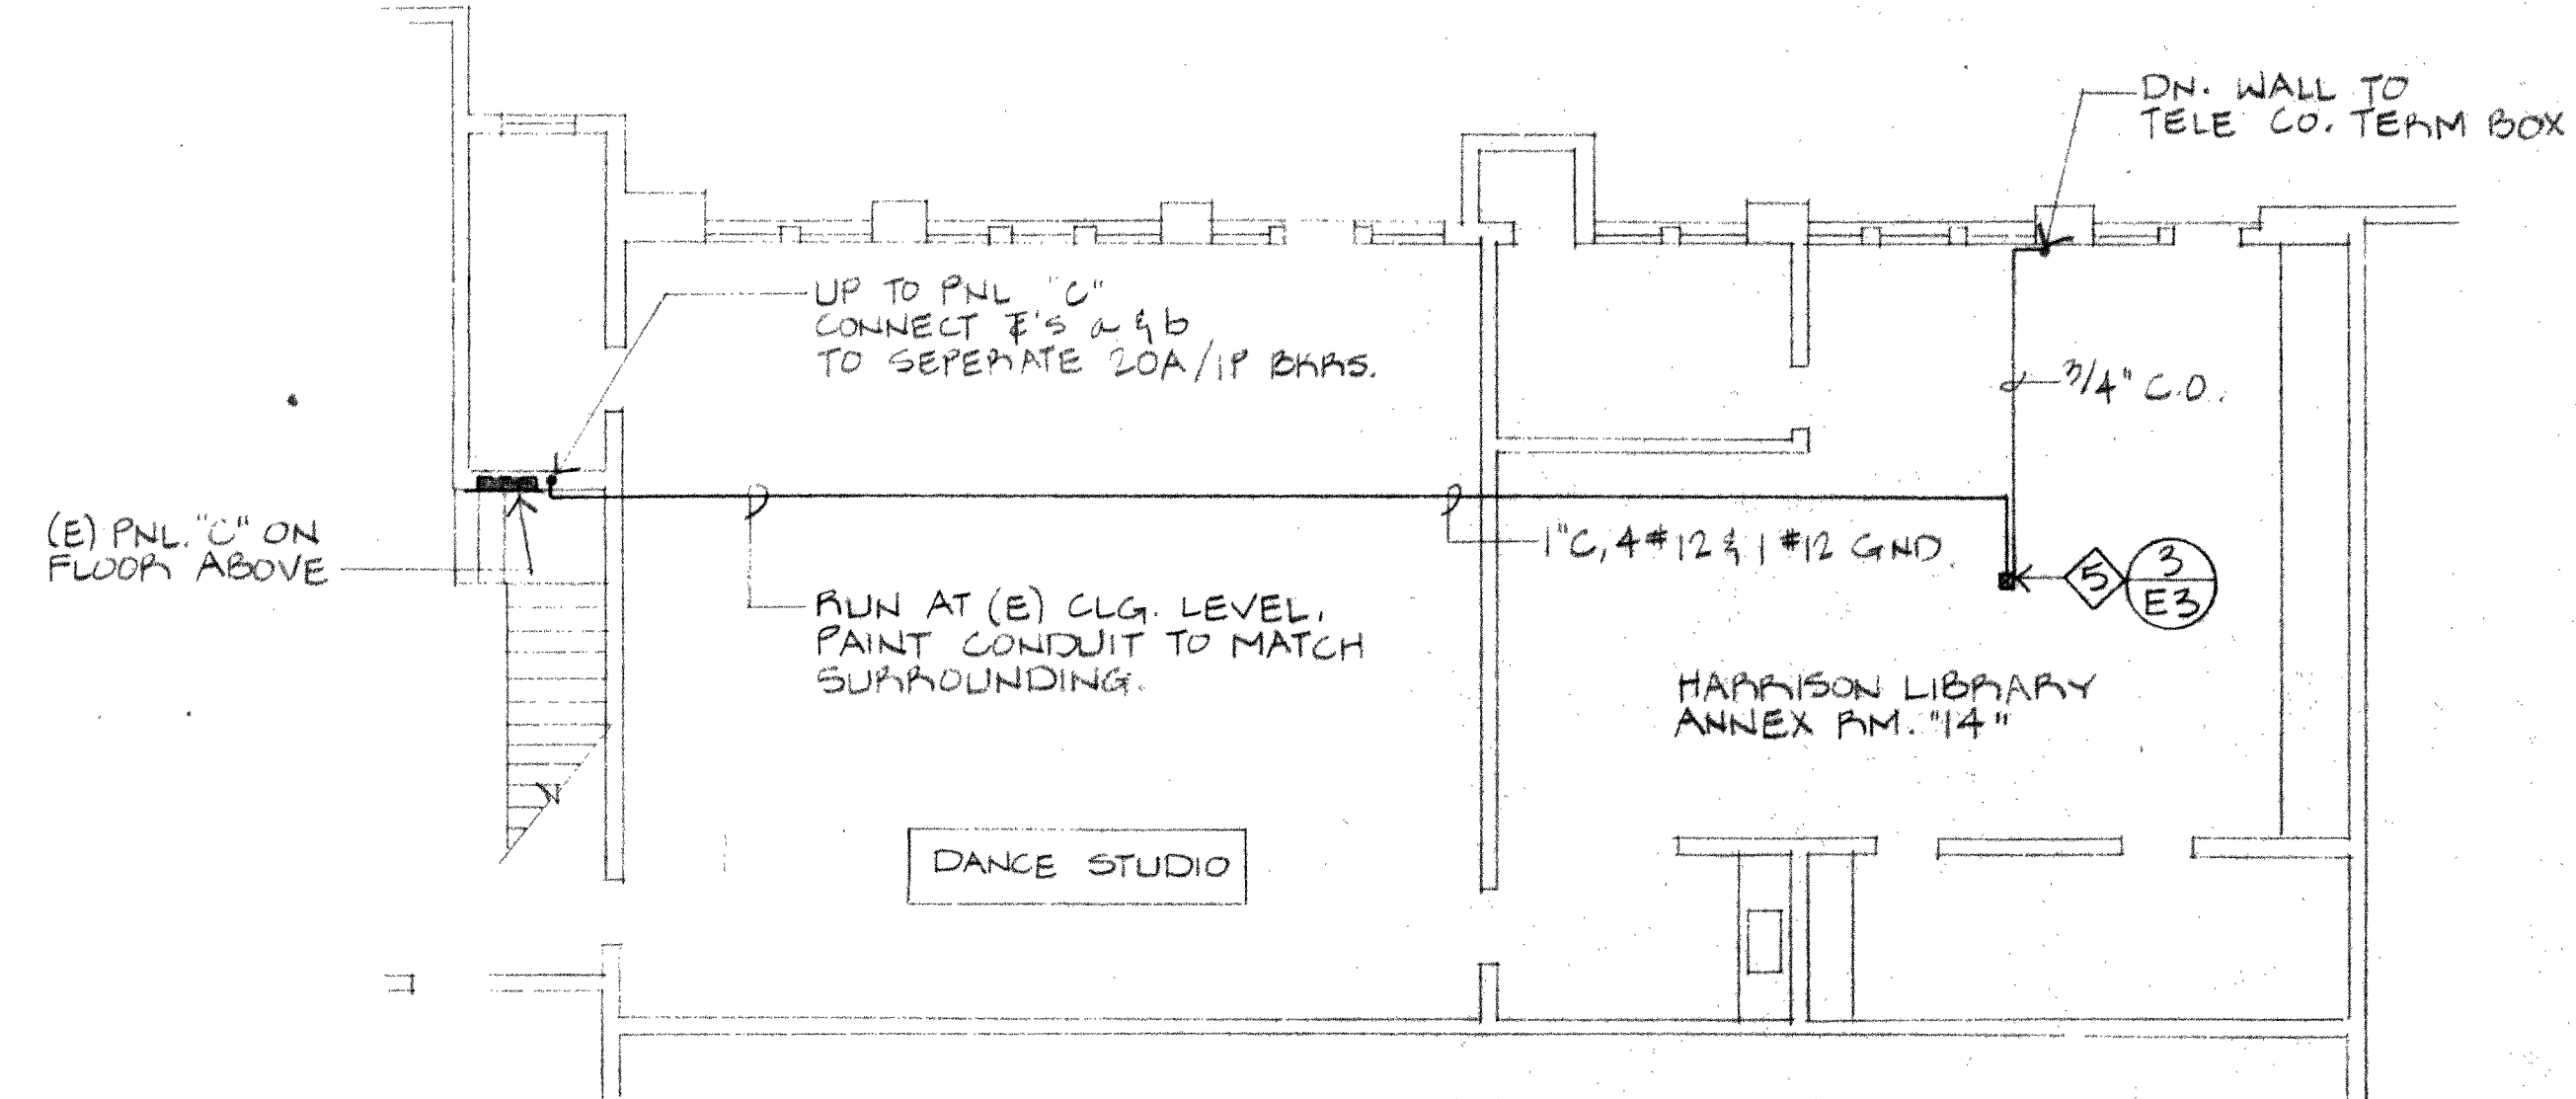 DN. WALL TO
TELE CO. TERM BOX
UP TO PNL "C"
CONNECT ₵'s a & b
TO SEPERATE 20A/1P BKRS.
3/4" C.O.
(E) PNL. "C" ON
FLOOR ABOVE
1"C, 4 #12 & 1 #12 GND.
5
3
E3
RUN AT (E) CLG. LEVEL.
PAINT CONDUIT TO MATCH
SURROUNDING.
HARRISON LIBRARY
ANNEX RM. "14"
DANCE STUDIO